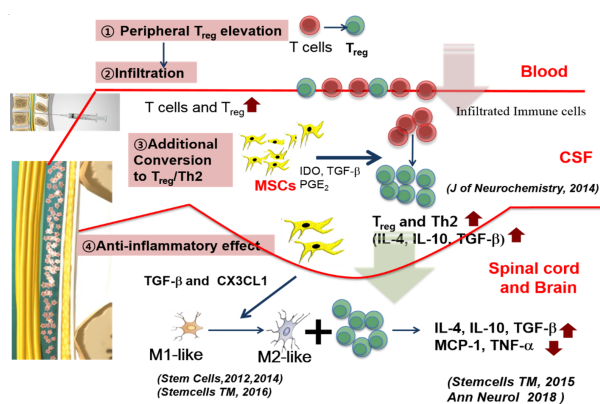 ① Peripheral Treg elevation
T cells
Treg
②Infiltration
Blood
T cells and Treg
Infiltrated Immune cells
③Additional
Conversion
to Treg/Th2
MSCs
IDO, TGF-β
PGE2
CSF
(J of Neurochemistry, 2014)
Treg and Th2
(IL-4, IL-10, TGF-β)
④Anti-inflammatory effect
Spinal cord
and Brain
TGF-β and CX3CL1
M1-like
M2-like
IL-4, IL-10, TGF-β
MCP-1, TNF-α
(Stem Cells,2012,2014)
(Stemcells TM, 2016)
(Stemcells TM, 2015
Ann Neurol 2018 )